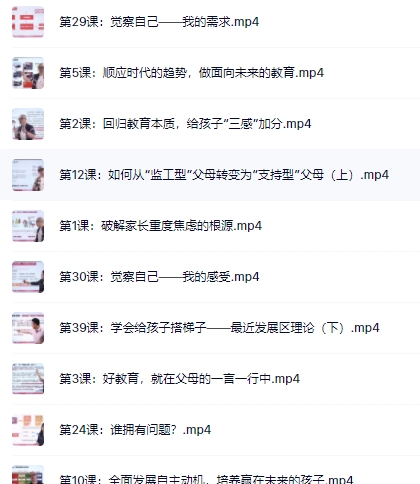 第29课：觉察自己——我的需求.mp4
第5课：顺应时代的趋势，做面向未来的教育.mp4
第2课：回归教育本质，给孩子“三感”加分.mp4
第12课：如何从“监工型”父母转变为“支持型”父母（上）.mp4
第1课：破解家长重度焦虑的根源.mp4
第30课：觉察自己——我的感受.mp4
第39课：学会给孩子搭梯子——最近发展区理论（下）.mp4
第3课：好教育，就在父母的一言一行中.mp4
第24课：谁拥有问题？.mp4
第10课：全面发展自主动机，培养赢在未来的孩子.mp4